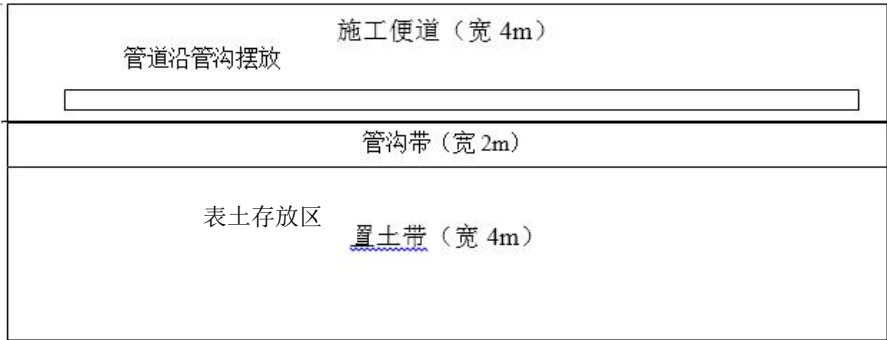 施工便道（宽 4m）
管道沿管沟摆放
管沟带（宽 2m）
表土存放区
置土带（宽 4m）